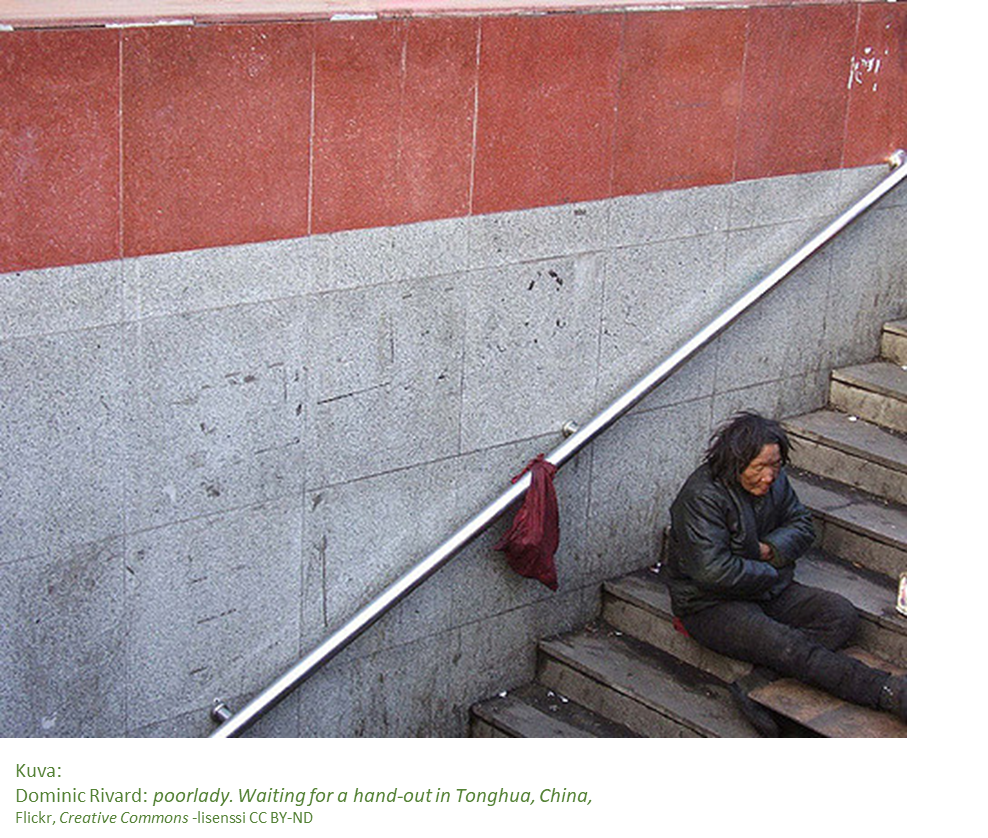 Kuva:
Dominic Rivard: poorlady. Waiting for a hand-out in Tonghua, China,
Flickr, Creative Commons -lisenssi CC BY-ND